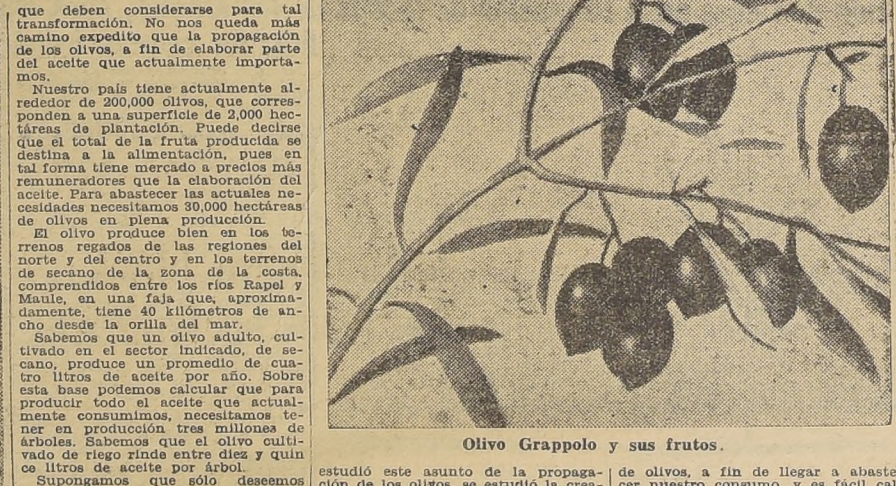 que deben considerarse para tal
transformación. No nos queda más
camino expedito que la propagación
de los olivos, a fin de elaborar parte
del aceite que actualmente importa-
mos.
Nuestro país tiene actualmente al-
rededor de 200,000 olivos, que corres-
ponden a una superficie de 2,000 hec-
táreas de plantación. Puede decirse
que el total de la fruta producida se
destina a la alimentación, pues en
tal forma tiene mercado a precios más
remuneradores que la elaboración del
aceite. Para abastecer las actuales ne-
cesidades necesitamos 30,000 hectáreas
de olivos en plena producción.
El olivo produce bien en los te-
rrenos regados de las regiones del
norte y del centro y en los terrenos
de secano de la zona de la costa,
comprendidos entre los ríos Rapel y
Maule, en una faja que, aproxima-
damente, tiene 40 kilómetros de an-
cho desde la orilla del mar.
Sabemos que un olivo adulto, cul-
tivado en el sector indicado, de se-
cano, produce un promedio de cua-
tro litros de aceite por año. Sobre
esta base podemos calcular que para
producir todo el aceite que actual-
mente consumimos, necesitamos te-
ner en producción tres millones de
árboles. Sabemos que el olivo culti-
vado de riego rinde entre diez y quin
ce litros de aceite por árbol.
Supongamos que sólo deseemos
Olivo Grappolo y sus frutos.
estudió este asunto de la propaga-
ción de los olivos, se estudió la crea-
de olivos, a fin de llegar a abaste
cer nuestro consumo, y es fácil ca